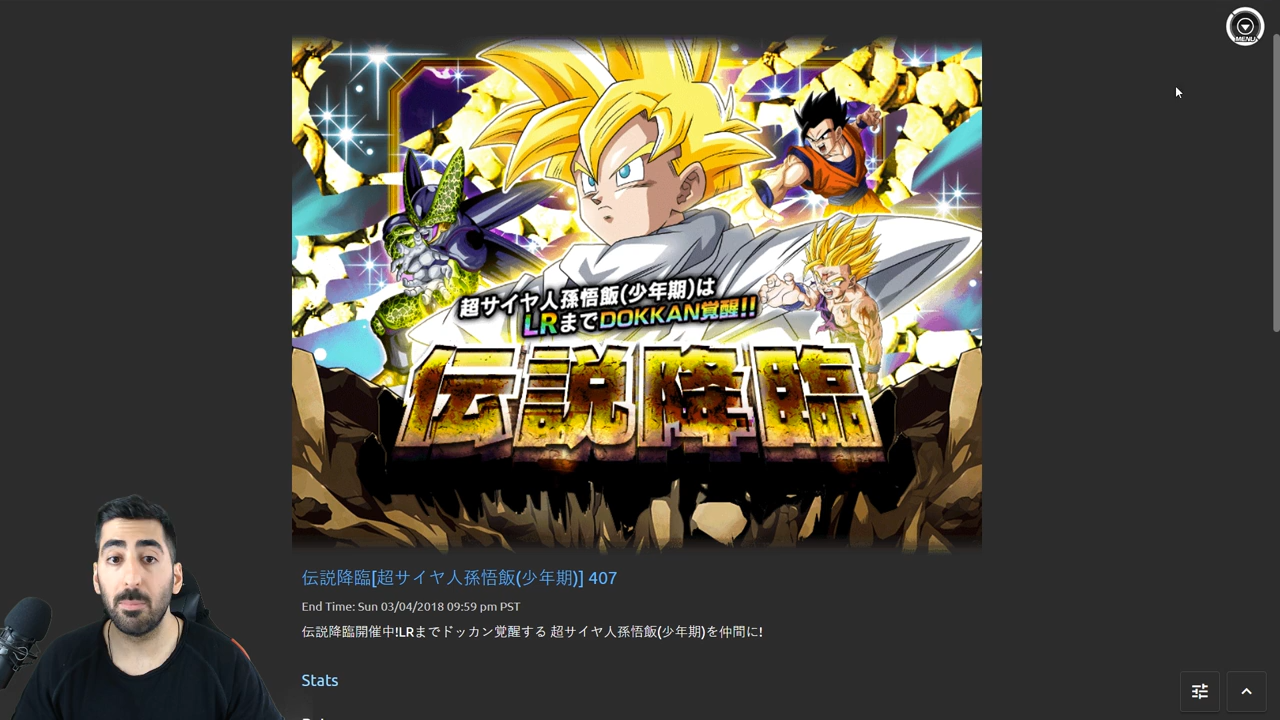 MENU
超サイヤ人孫悟飯(少年期)は
LRまでDOKKAN覚醒!!
伝説降臨
伝説降臨[超サイヤ人孫悟飯(少年期)] 407
End Time: Sun 03/04/2018 09:59 pm PST
伝説降臨開催中!LRまでドッカン覚醒する 超サイヤ人孫悟飯(少年期)を仲間に!
Stats